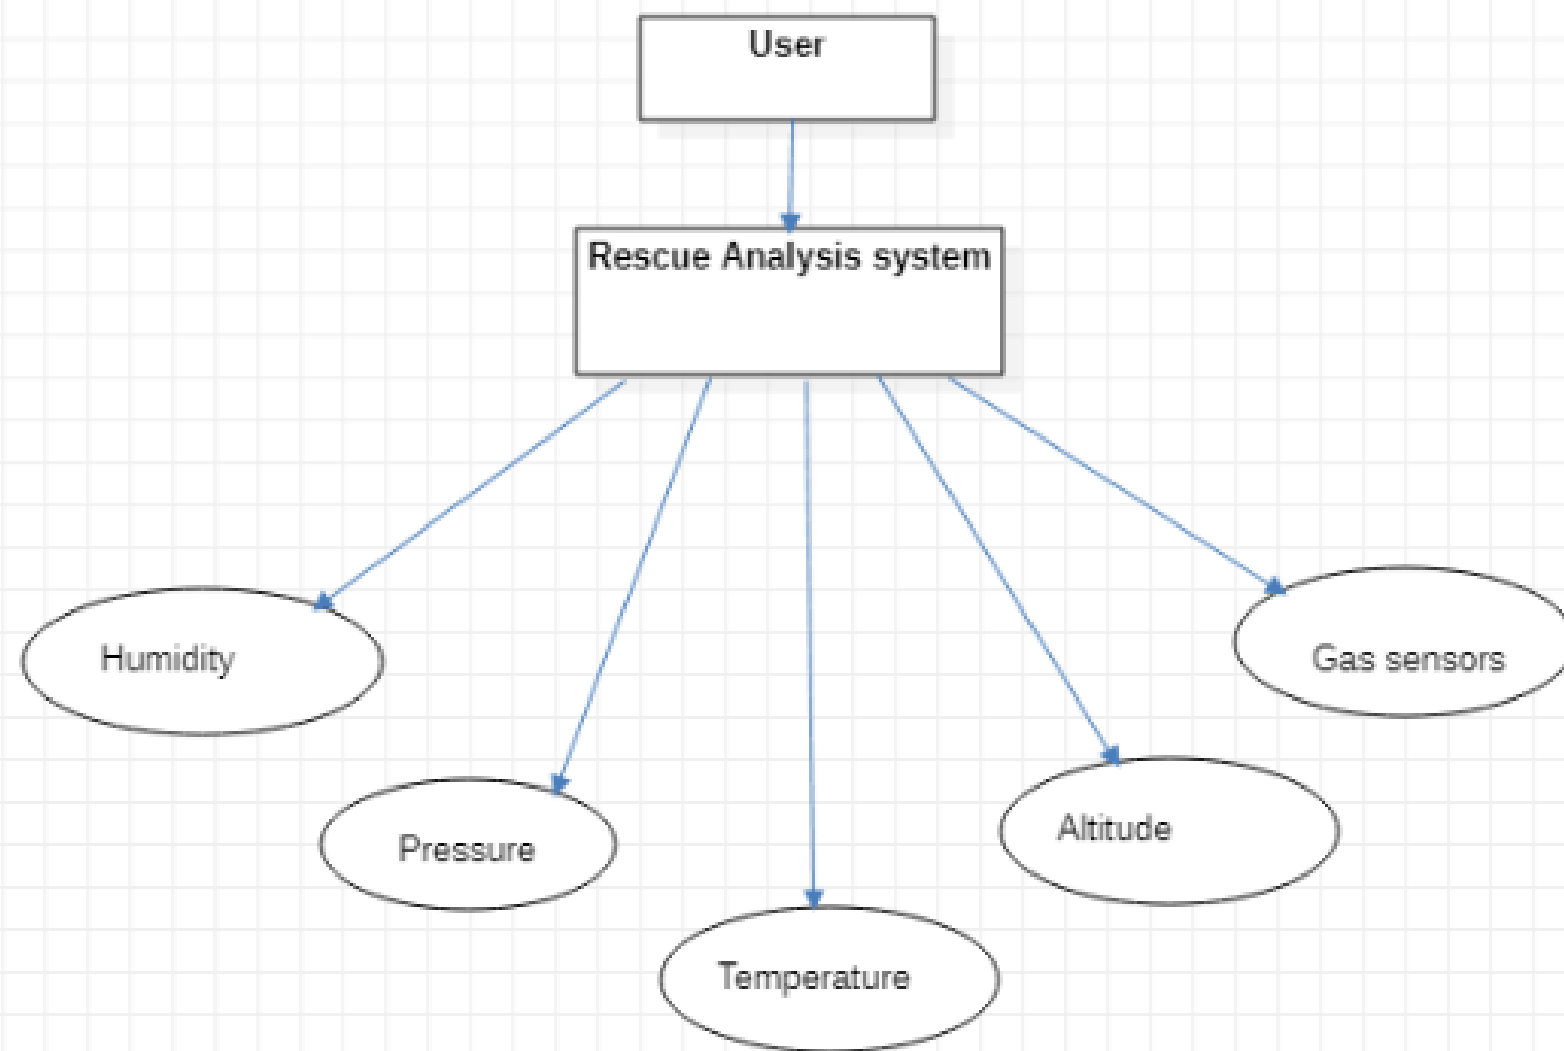 User
Rescue Analysis system
Humidity
Gas sensors
Pressure
Altitude
Temperature